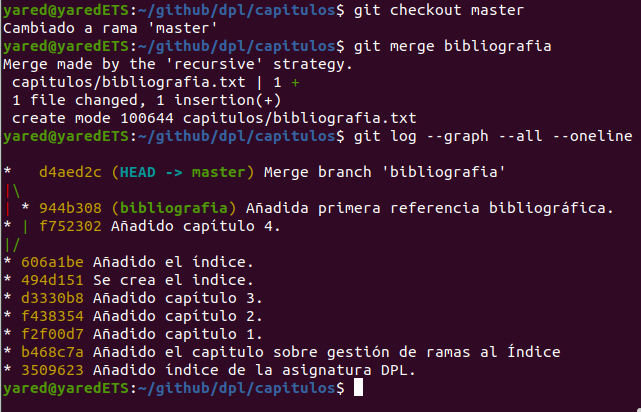 yared@yaredETS:~/github/dpl/capitulos$ git checkout master
Cambiado a rama 'master'
yared@yaredETS:~/github/dpl/capitulos$ git merge bibliografia
Merge made by the 'recursive' strategy.
 capitulos/bibliografia.txt | 1 +
 1 file changed, 1 insertion(+)
 create mode 100644 capitulos/bibliografia.txt
yared@yaredETS:~/github/dpl/capitulos$ git log --graph --all --oneline
*   d4aed2c (HEAD -> master) Merge branch 'bibliografia'
|\
| * 944b308 (bibliografia) Añadida primera referencia bibliográfica.
* | f752302 Añadido capítulo 4.
|/
* 606a1be Añadido el índice.
* 494d151 Se crea el indice.
* d3330b8 Añadido capítulo 3.
* f438354 Añadido capítulo 2.
* f2f00d7 Añadido capítulo 1.
* b468c7a Añadido el capitulo sobre gestión de ramas al Índice
* 3509623 Añadido índice de la asignatura DPL.
yared@yaredETS:~/github/dpl/capitulos$